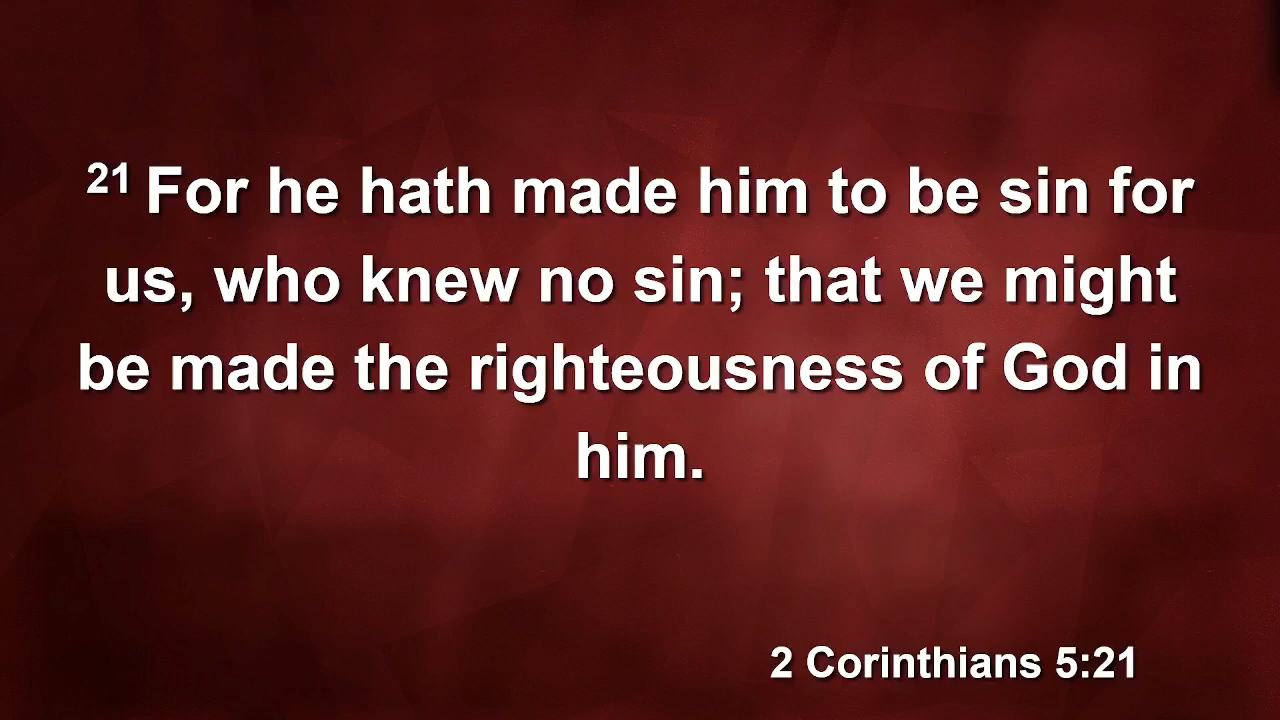 21 For he hath made him to be sin for
us, who knew no sin; that we might
be made the righteousness of God in
him.
2 Corinthians 5:21